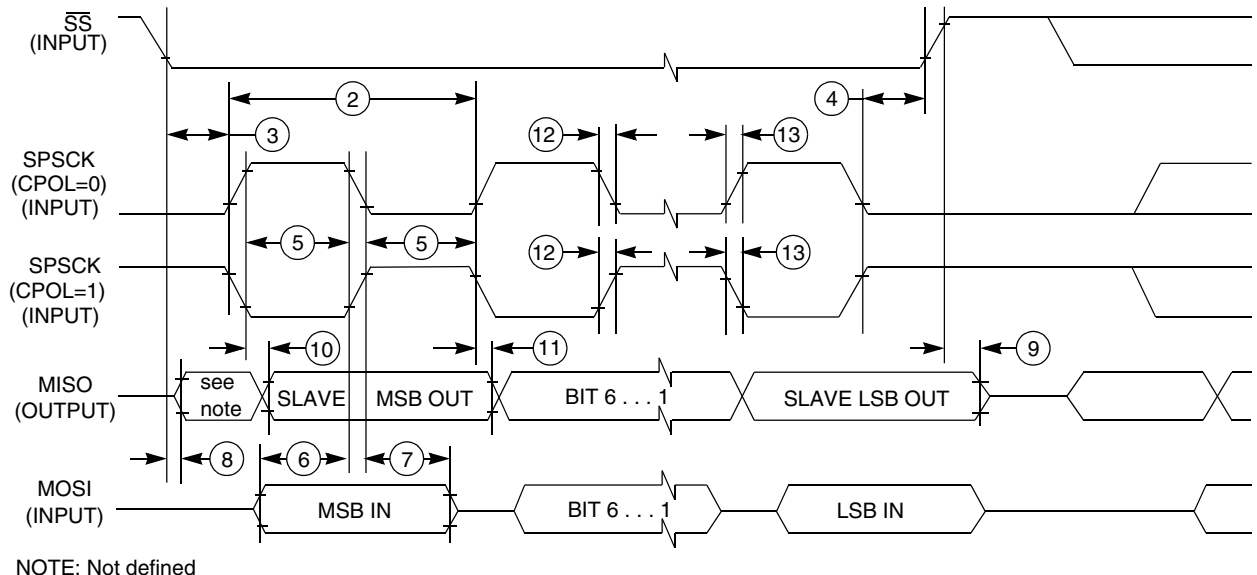 SS
(INPUT)
2
4
3
12
13
SPSCK
(CPOL=0)
(INPUT)
5
5
12
13
SPSCK
(CPOL=1)
(INPUT)
10
11
9
MISO
(OUTPUT)
see
note
SLAVE
MSB OUT
BIT 6 . . . 1
SLAVE LSB OUT
8
6
7
MOSI
(INPUT)
MSB IN
BIT 6 . . . 1
LSB IN
NOTE: Not defined